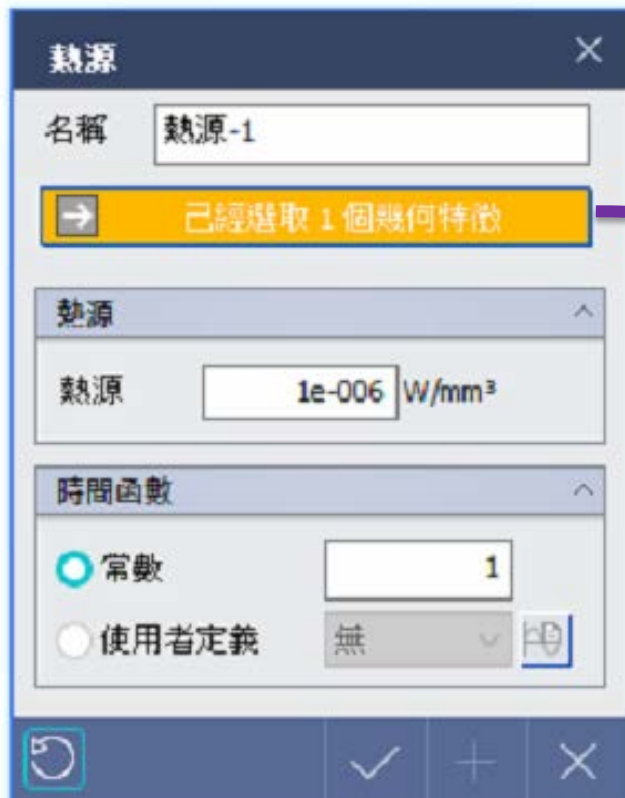 熱源
名稱 熱源-1
已經選取 1 個幾何特徵
熱源
熱源 1e-006 W/mm³
時間函數
常數 1
使用者定義 無